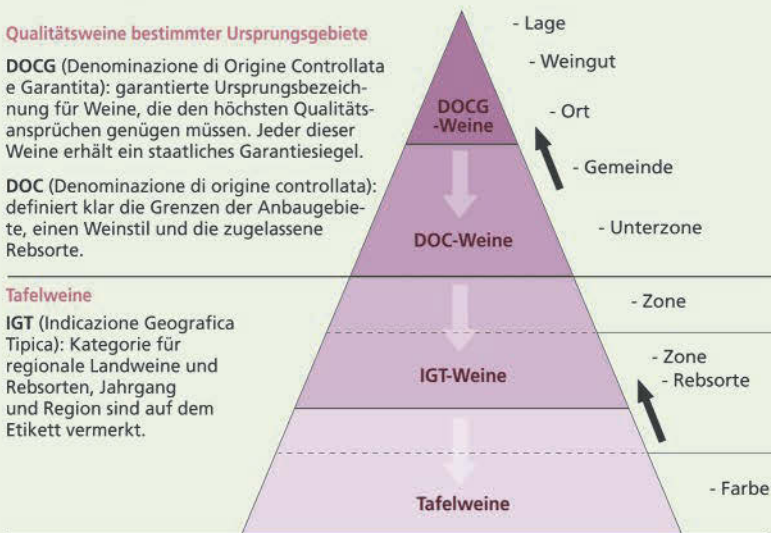 Qualitätsweine bestimmter Ursprungsgebiete
DOCG (Denominazione di Origine Controllata
e Garantita): garantierte Ursprungsbezeich-
nung für Weine, die den höchsten Qualitäts-
ansprüchen genügen müssen. Jeder dieser
Weine erhält ein staatliches Garantiesiegel.
DOC (Denominazione di origine controllata):
definiert klar die Grenzen der Anbaugebie-
te, einen Weinstil und die zugelassene
Rebsorte.
Tafelweine
IGT (Indicazione Geografica
Tipica): Kategorie für
regionale Landweine und
Rebsorten, Jahrgang
und Region sind auf dem
Etikett vermerkt.
DOCG
-Weine
DOC-Weine
IGT-Weine
Tafelweine
- Lage
- Weingut
- Ort
- Gemeinde
- Unterzone
- Zone
- Zone
- Rebsorte
- Farbe